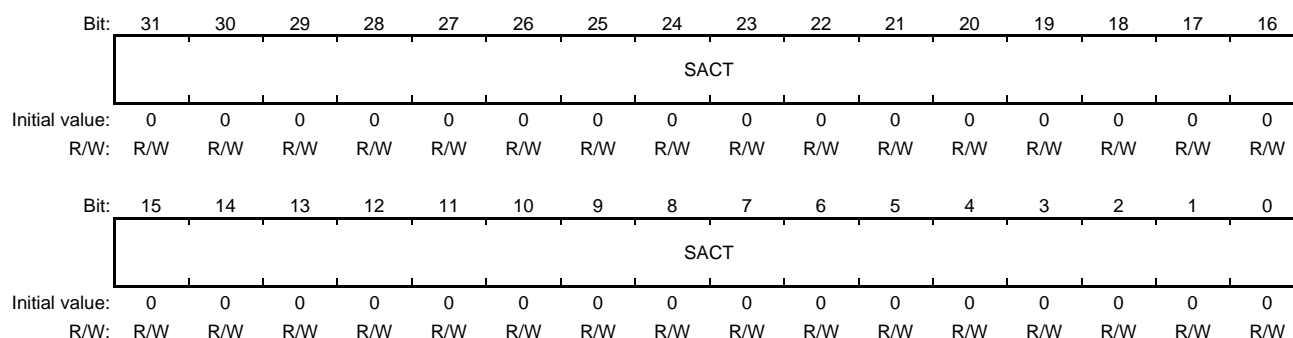 Bit: 31 30 29 28 27 26 25 24 23 22 21 20 19 18 17 16
SACT
Initial value: 0 0 0 0 0 0 0 0 0 0 0 0 0 0 0 0
R/W: R/W R/W R/W R/W R/W R/W R/W R/W R/W R/W R/W R/W R/W R/W R/W R/W
Bit: 15 14 13 12 11 10 9 8 7 6 5 4 3 2 1 0
SACT
Initial value: 0 0 0 0 0 0 0 0 0 0 0 0 0 0 0 0
R/W: R/W R/W R/W R/W R/W R/W R/W R/W R/W R/W R/W R/W R/W R/W R/W R/W